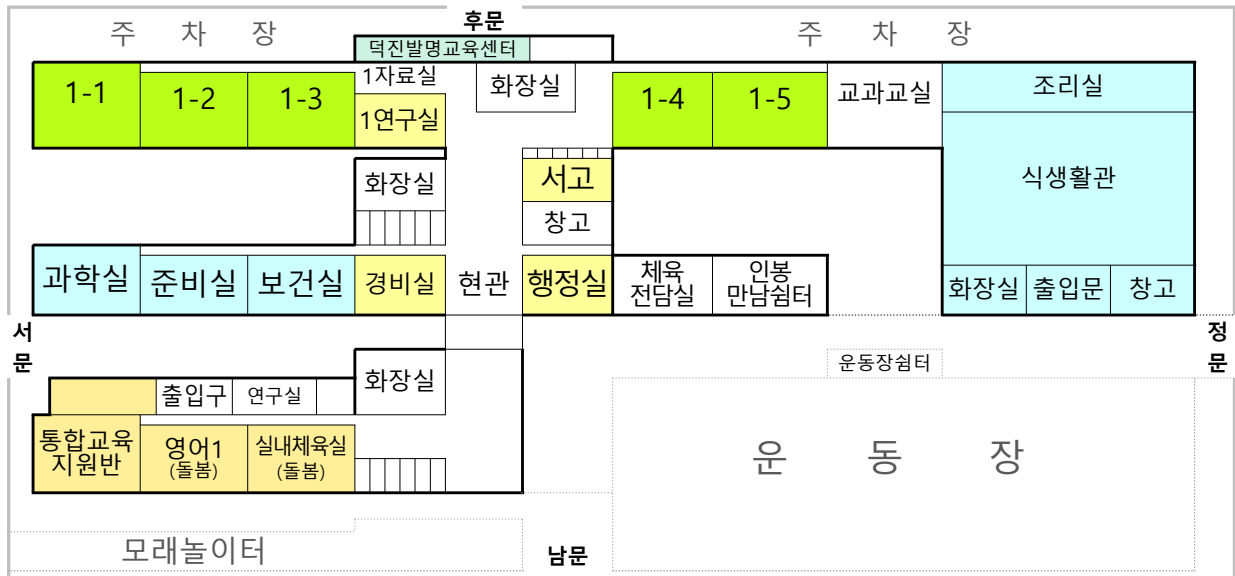 후문
주 차 장
주 차 장
덕진발명교육센터
1-1
1-2
1-3
1자료실
1연구실
화장실
1-4
1-5
교과교실
조리실
식생활관
화장실
서고
창고
과학실
준비실
보건실
경비실
현관
행정실
체육
전담실
인봉
만남쉼터
화장실
출입문
창고
서
문
정
문
화장실
운동장쉼터
출입구
연구실
통합교육
지원반
영어1
(돌봄)
실내체육실
(돌봄)
운 동 장
모래놀이터
남문